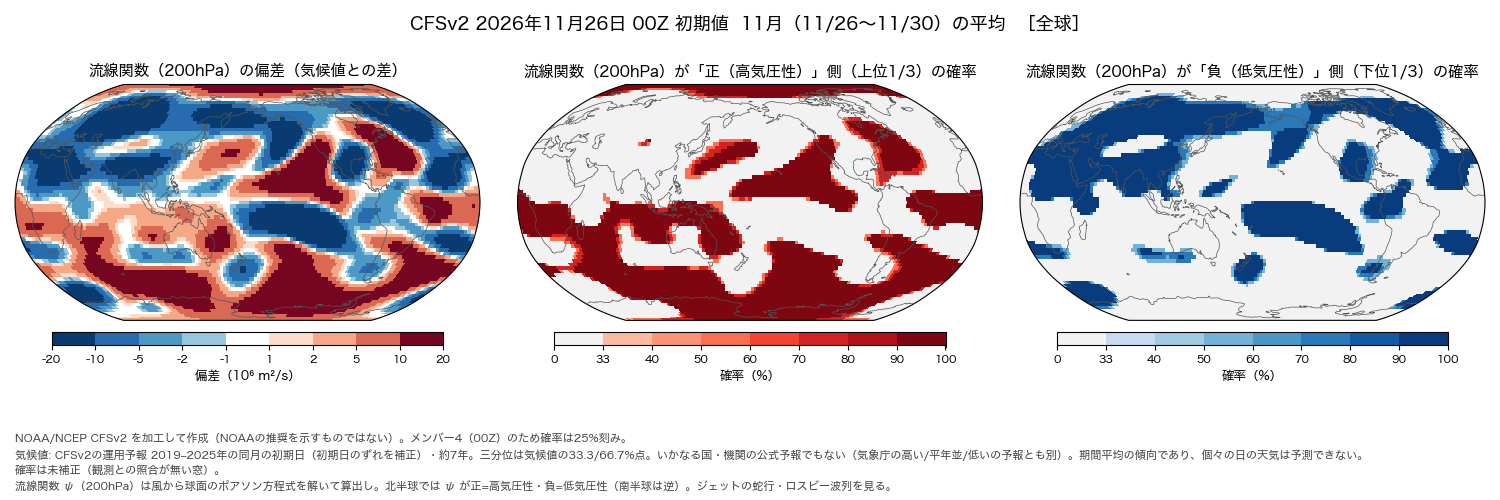 CFSv2 2026年11月26日 00Z 初期値  11月（11/26～11/30）の平均　［全球］
流線関数（200hPa）の偏差（気候値との差）
流線関数（200hPa）が「正（高気圧性）」側（上位1/3）の確率
流線関数（200hPa）が「負（低気圧性）」側（下位1/3）の確率
-20 -10 -5 -2 -1 1 2 5 10 20
偏差（10⁶ m²/s）
0 33 40 50 60 70 80 90 100
確率（%）
0 33 40 50 60 70 80 90 100
確率（%）
NOAA/NCEP CFSv2 を加工して作成（NOAAの推奨を示すものではない）。メンバー4（00Z）のため確率は25%刻み。
気候値: CFSv2の運用予報 2019–2025年の同月の初期日（初期日のずれを補正）・約7年。三分位は気候値の33.3/66.7%点。いかなる国・機関の公式予報でもない（気象庁の高い/平年並/低いの予報とも別）。期間平均の傾向であり、個々の日の天気は予測できない。
確率は未補正（観測との照合が無い窓）。
流線関数 ψ（200hPa）は風から球面のポアソン方程式を解いて算出し。北半球では ψ が正=高気圧性・負=低気圧性（南半球は逆）。ジェットの蛇行・ロスビー波列を見る。